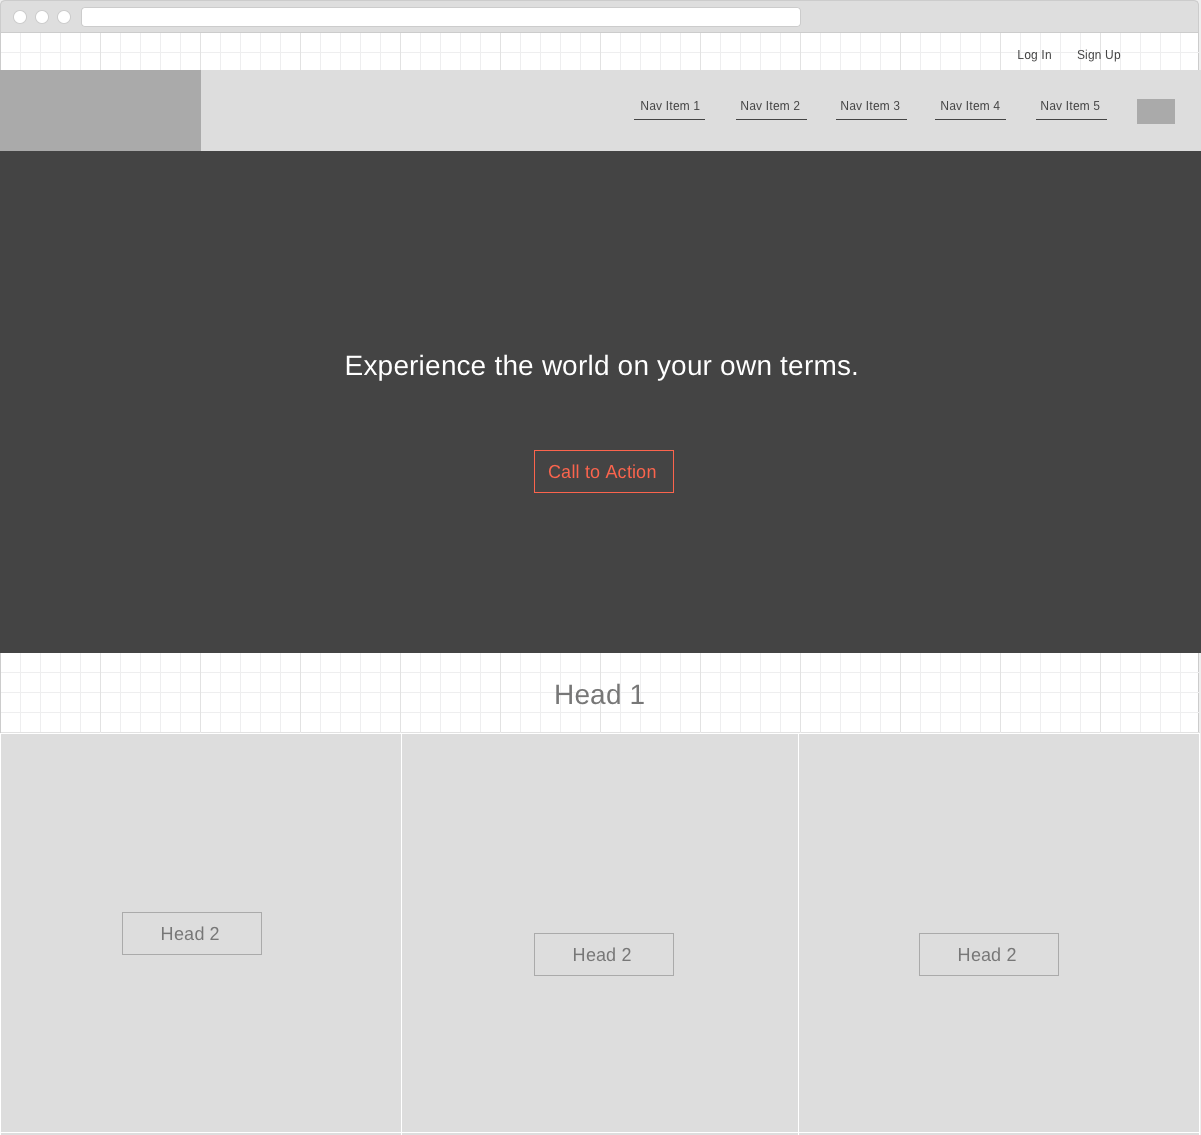 Log In Sign Up
Nav Item 1 Nav Item 2 Nav Item 3 Nav Item 4 Nav Item 5
Experience the world on your own terms.
Call to Action
Head 1
Head 2
Head 2 Head 2